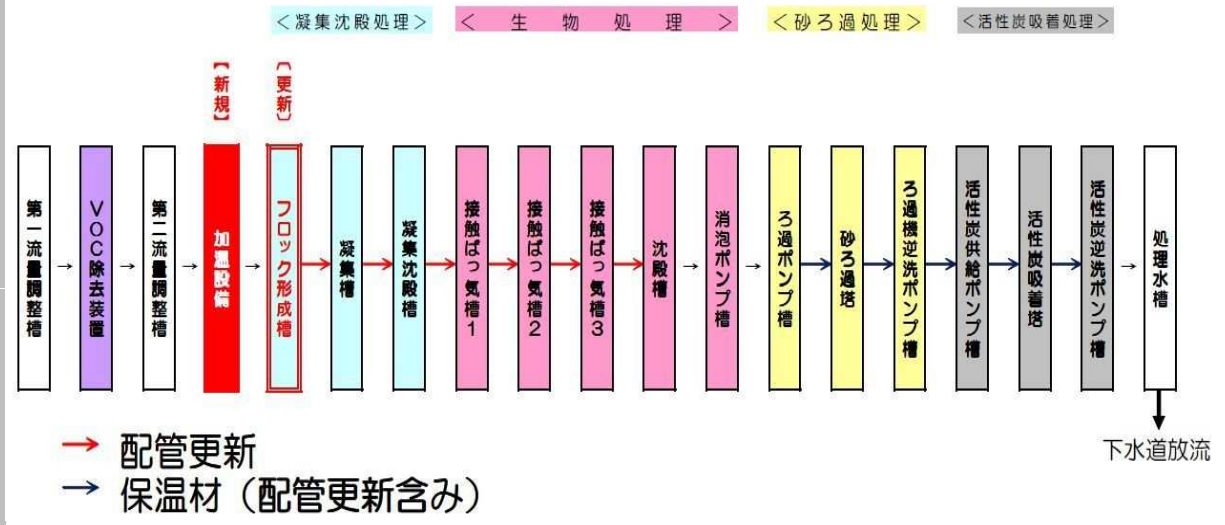 ＜凝集沈殿処理＞
＜生物処理＞
＜砂ろ過処理＞
＜活性炭吸着処理＞
【新規】
〔更新〕
第一流量調整槽
→
VOC除去装置
→
第二流量調整槽
→
加温設備
→
フロック形成槽
→
凝集槽
→
凝集沈殿槽
→
接触ばっ気槽1
→
接触ばっ気槽2
→
接触ばっ気槽3
→
沈殿槽
→
消泡ポンプ槽
→
ろ過ポンプ槽
→
砂ろ過塔
→
ろ過機逆洗ポンプ槽
→
活性炭供給ポンプ槽
→
活性炭吸着塔
→
活性炭逆洗ポンプ槽
→
処理水槽
下水道放流
→ 配管更新
→ 保温材（配管更新含み）